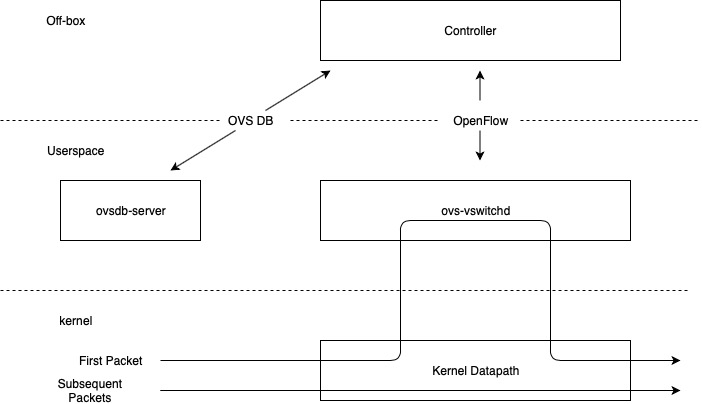 Off-box
Controller
OVS DB
OpenFlow
Userspace
ovsdb-server
ovs-vswitchd
kernel
First Packet
Kernel Datapath
Subsequent
Packets